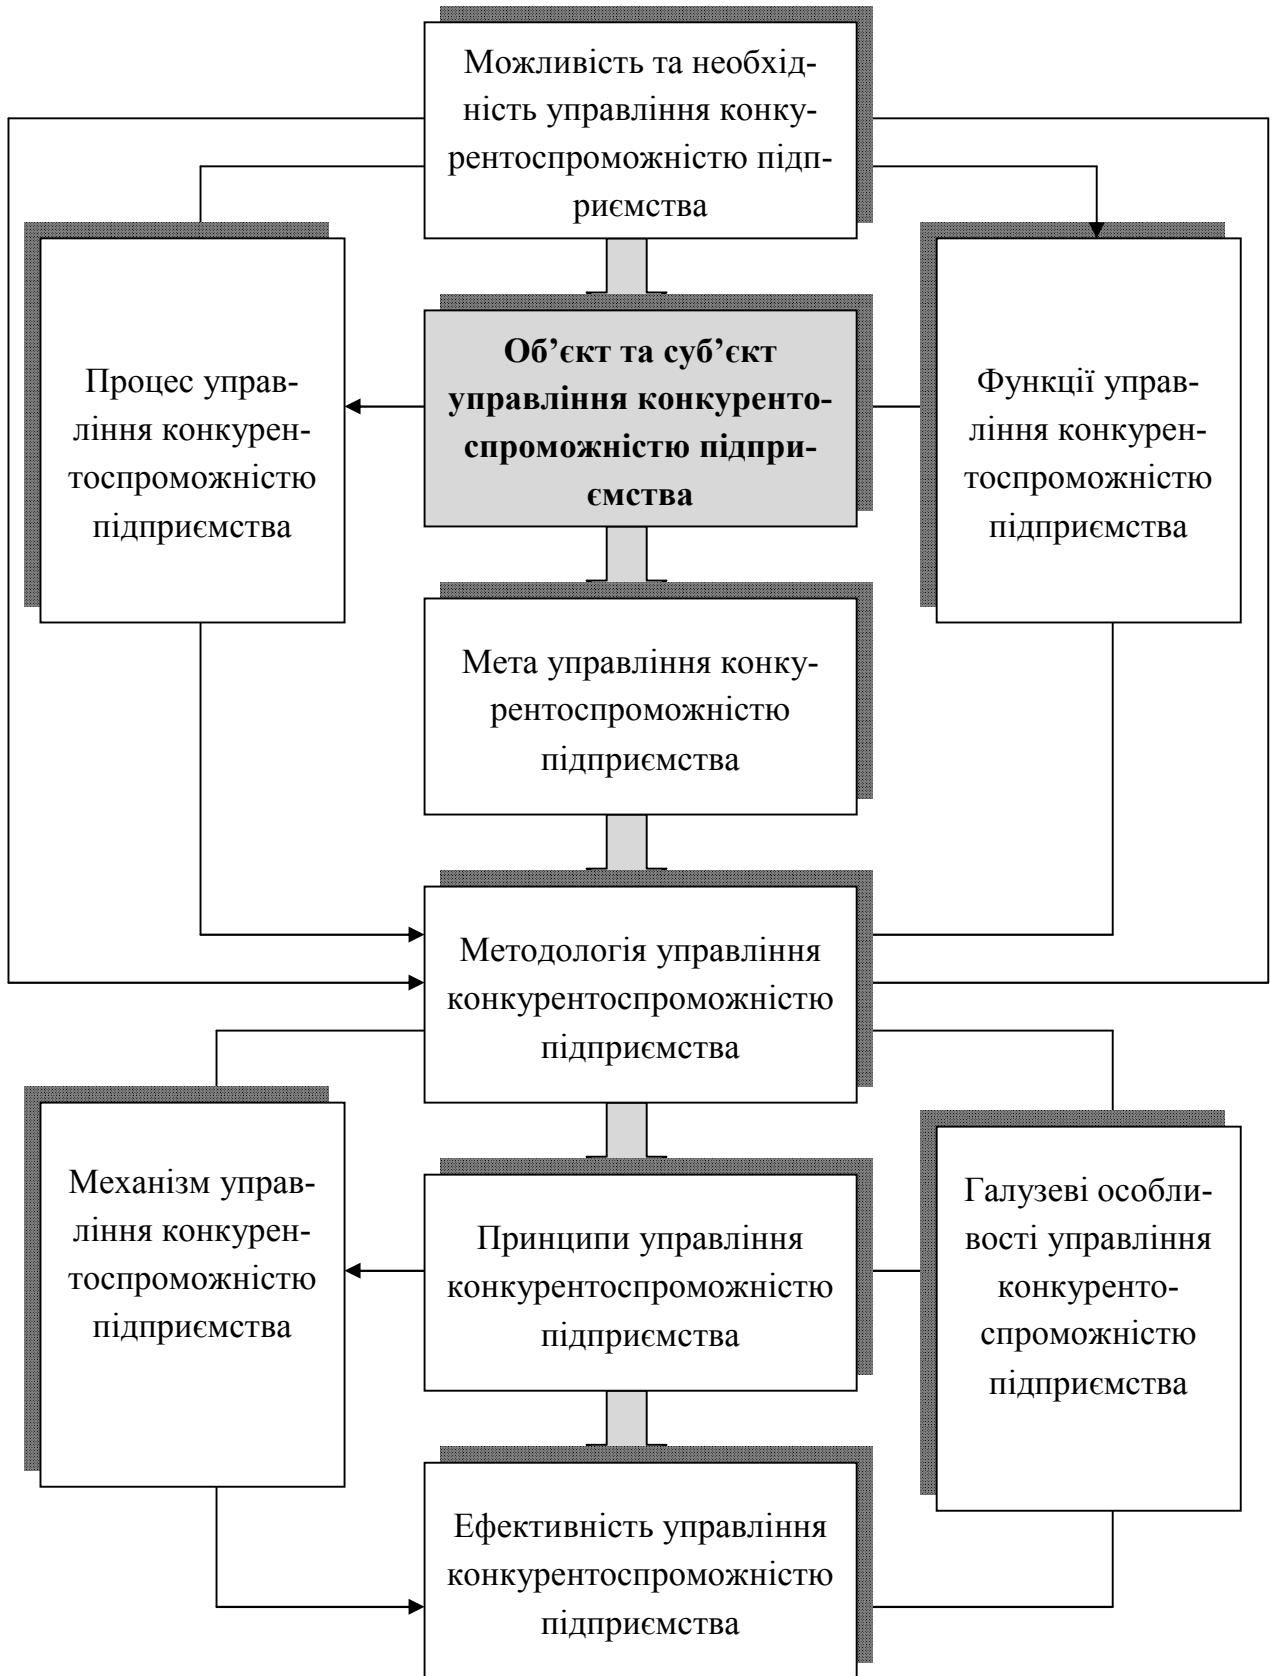 Можливість та необхід-
ність управління конку-
рентоспроможністю підп-
риємства
Процес управ-
ління конкурен-
тоспроможністю
підприємства
Об’єкт та суб’єкт
управління конкуренто-
спроможністю підпри-
ємства
Функції управ-
ління конкурен-
тоспроможністю
підприємства
Мета управління конку-
рентоспроможністю
підприємства
Методологія управління
конкурентоспроможністю
підприємства
Механізм управ-
ління конкурен-
тоспроможністю
підприємства
Принципи управління
конкурентоспроможністю
підприємства
Галузеві особли-
вості управління
конкуренто-
спроможністю
підприємства
Ефективність управління
конкурентоспроможністю
підприємства